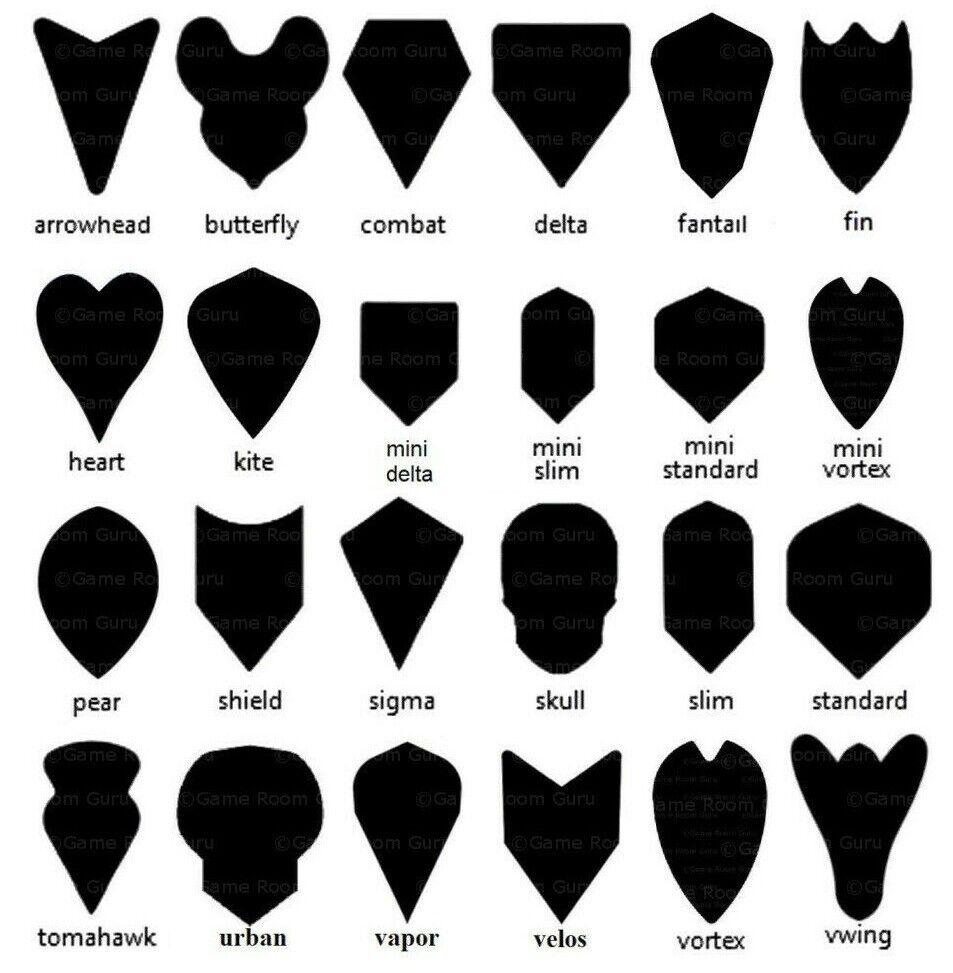 arrowhead butterfly combat delta fantail fin
heart kite mini delta mini slim mini standard mini vortex
pear shield sigma skull slim standard
tomahawk urban vapor velos vortex vwing
©Game Room Guru